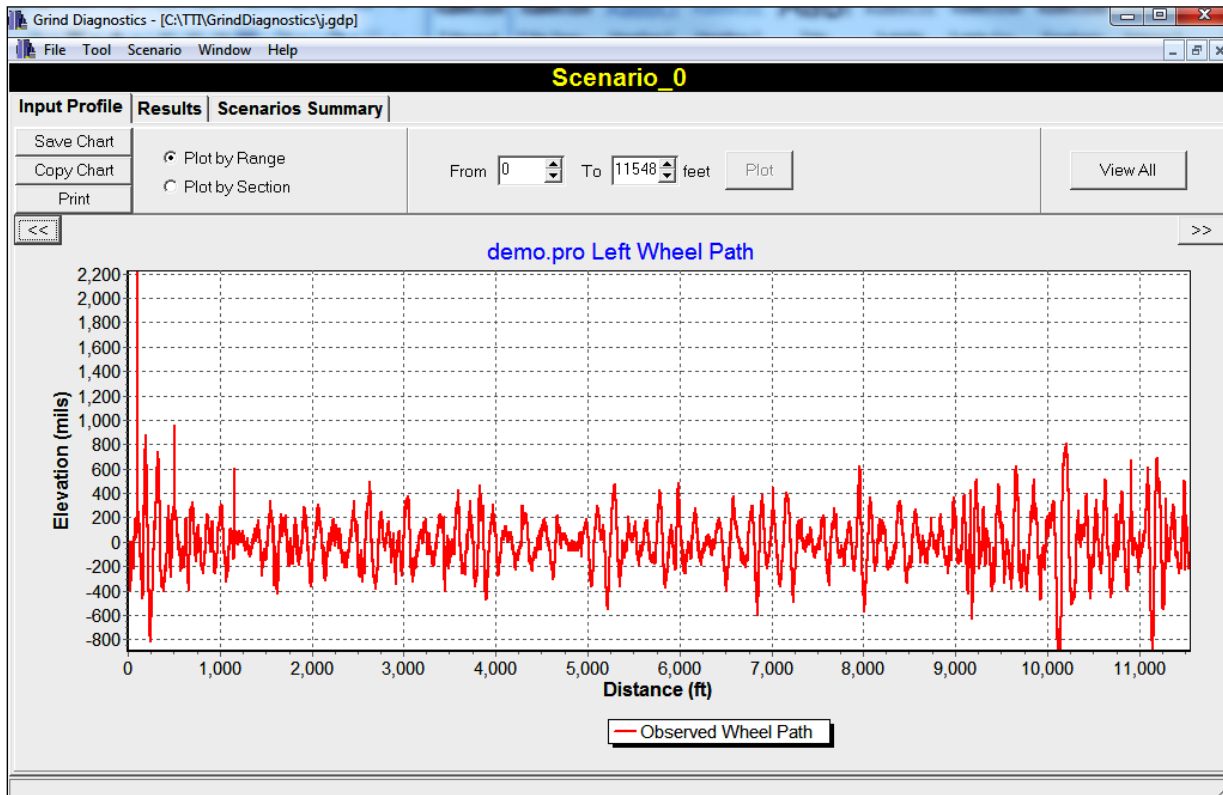 Grind Diagnostics - [C:\TTI\GrindDiagnostics\j.gdp]
File Tool Scenario Window Help
Scenario_0
Input Profile Results Scenarios Summary
Save Chart
Copy Chart
Print
Plot by Range
Plot by Section
From 0 To 11548 feet Plot
View All
<< >>
demo.pro Left Wheel Path
2,200
2,000
1,800
1,600
1,400
1,200
1,000
800
600
400
200
0
-200
-400
-600
-800
Elevation (mils)
0 1,000 2,000 3,000 4,000 5,000 6,000 7,000 8,000 9,000 10,000 11,000
Distance (ft)
Observed Wheel Path